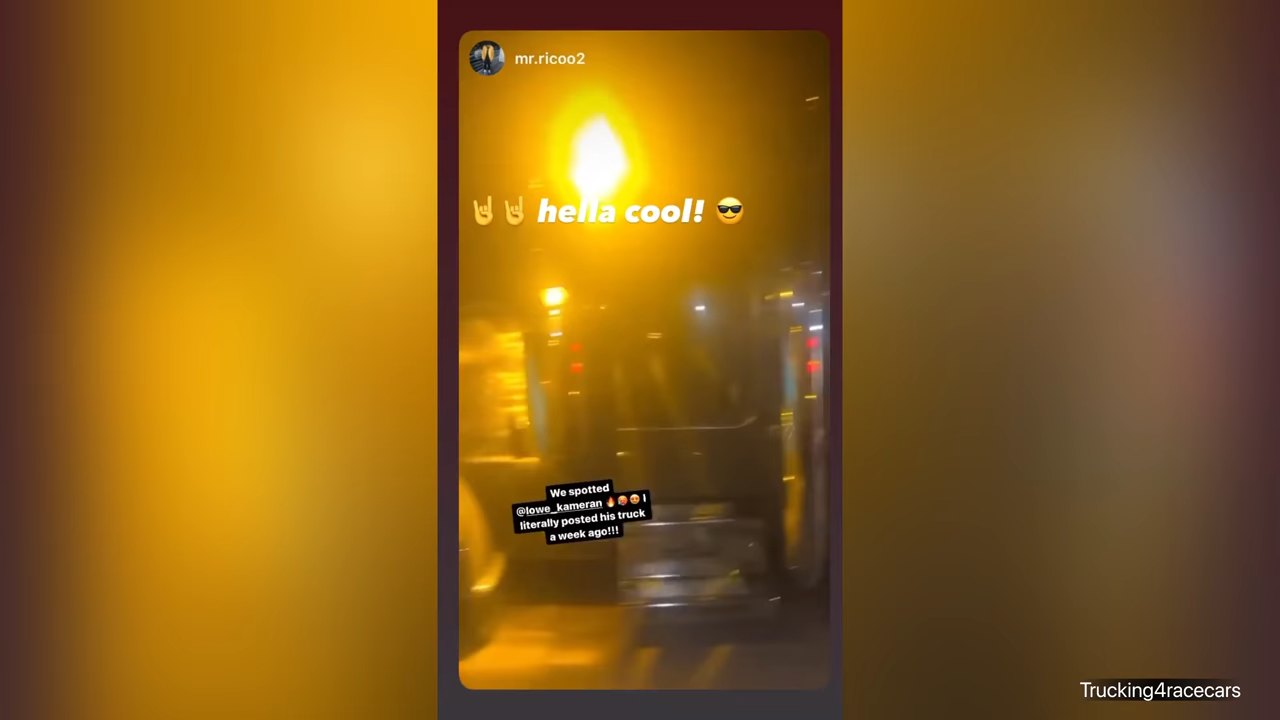 mr.ricoo2
🤘🤘 hella cool! 😎
We spotted
@lowe_kameran 🔥🥵😍 I
literally posted his truck
a week ago!!!
Trucking4racecars